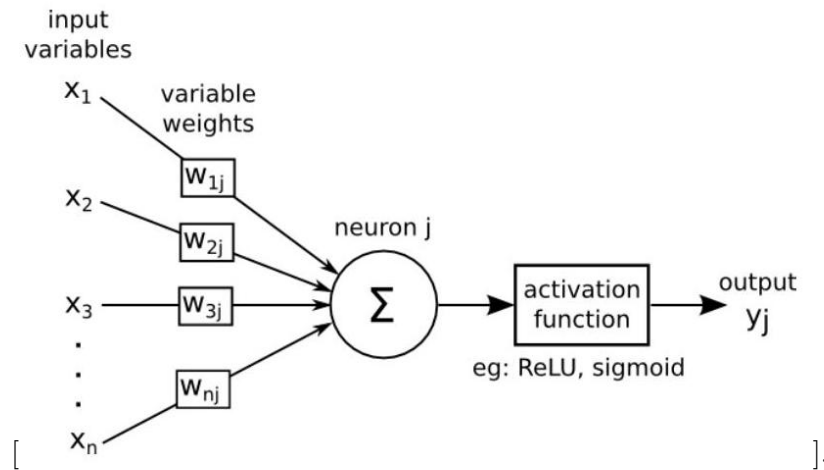 input
variables
x₁
variable
weights
w₁ⱼ
x₂
w₂ⱼ
neuron j
x₃
w₃ⱼ
Σ
activation
function
output
yⱼ
eg: ReLU, sigmoid
.
.
.
wₙⱼ
xₙ
[ ].